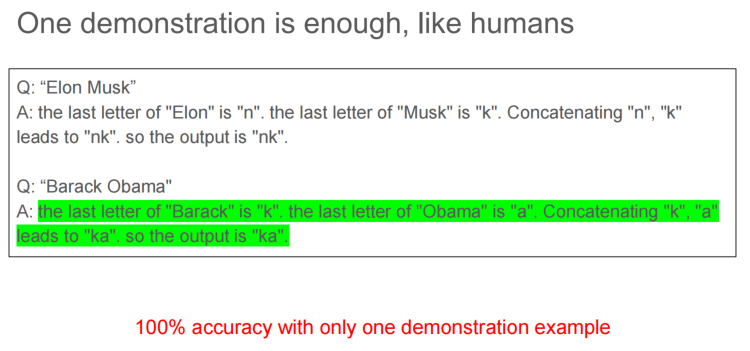 One demonstration is enough, like humans
Q: “Elon Musk”
A: the last letter of "Elon" is "n". the last letter of "Musk" is "k". Concatenating "n", "k"
leads to "nk". so the output is "nk".
Q: “Barack Obama"
A: the last letter of "Barack" is "k". the last letter of "Obama" is "a". Concatenating "k", "a"
leads to "ka". so the output is "ka".
100% accuracy with only one demonstration example